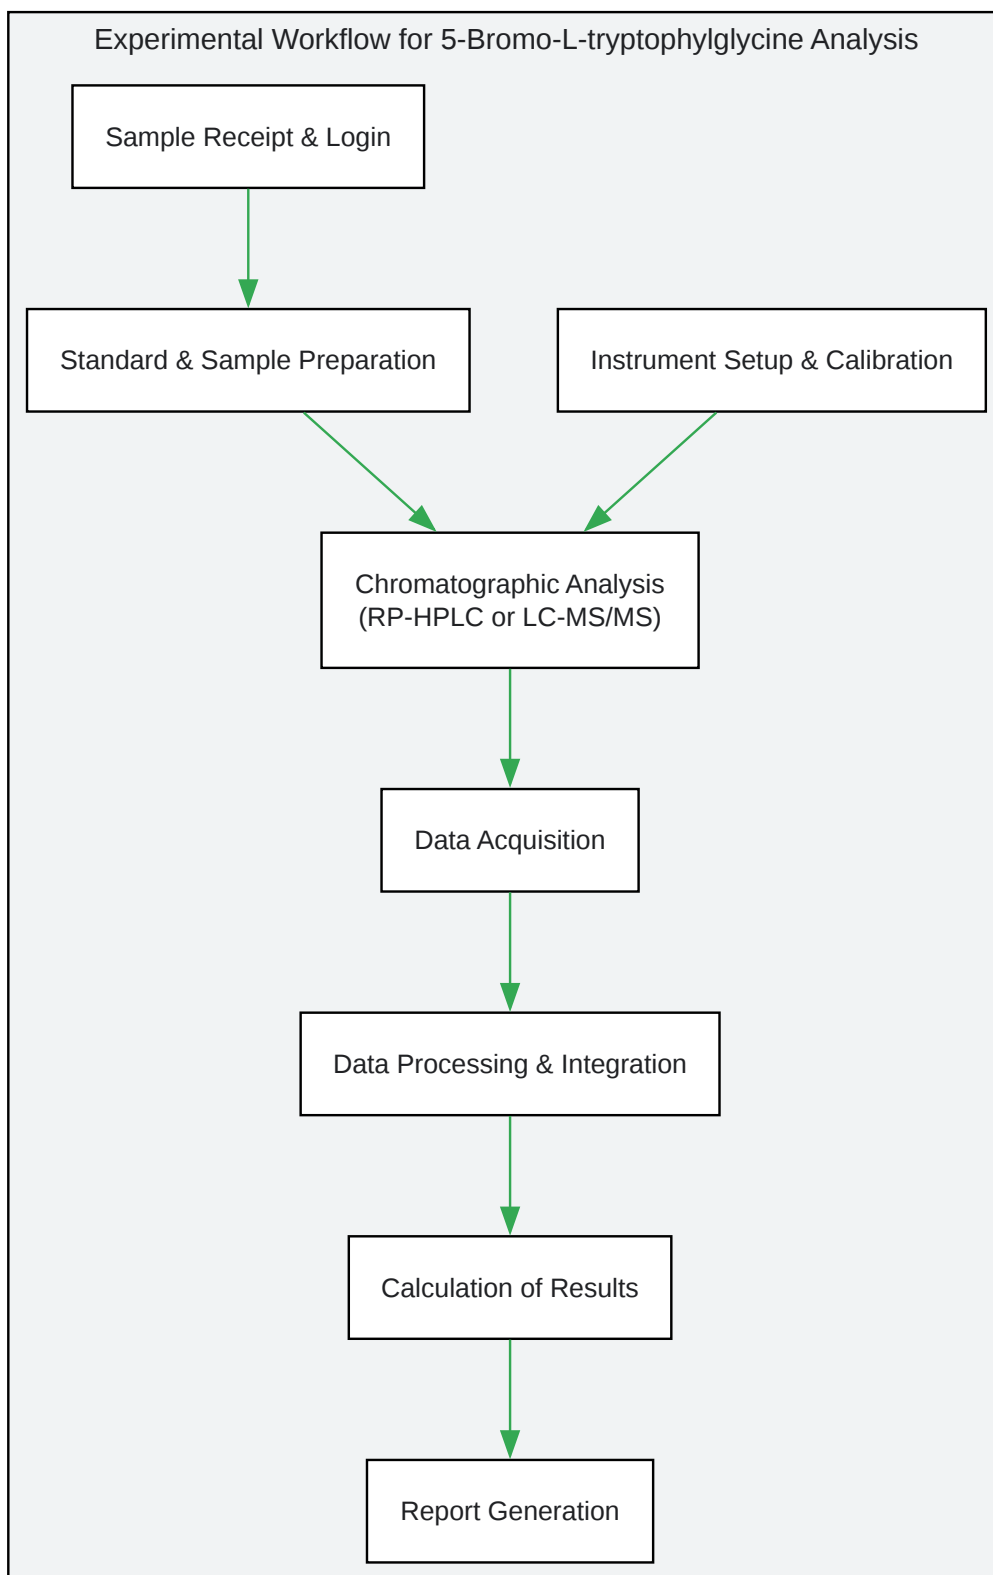 Experimental Workflow for 5-Bromo-L-tryptophylglycine Analysis
Sample Receipt & Login
Standard & Sample Preparation
Instrument Setup & Calibration
Chromatographic Analysis
(RP-HPLC or LC-MS/MS)
Data Acquisition
Data Processing & Integration
Calculation of Results
Report Generation